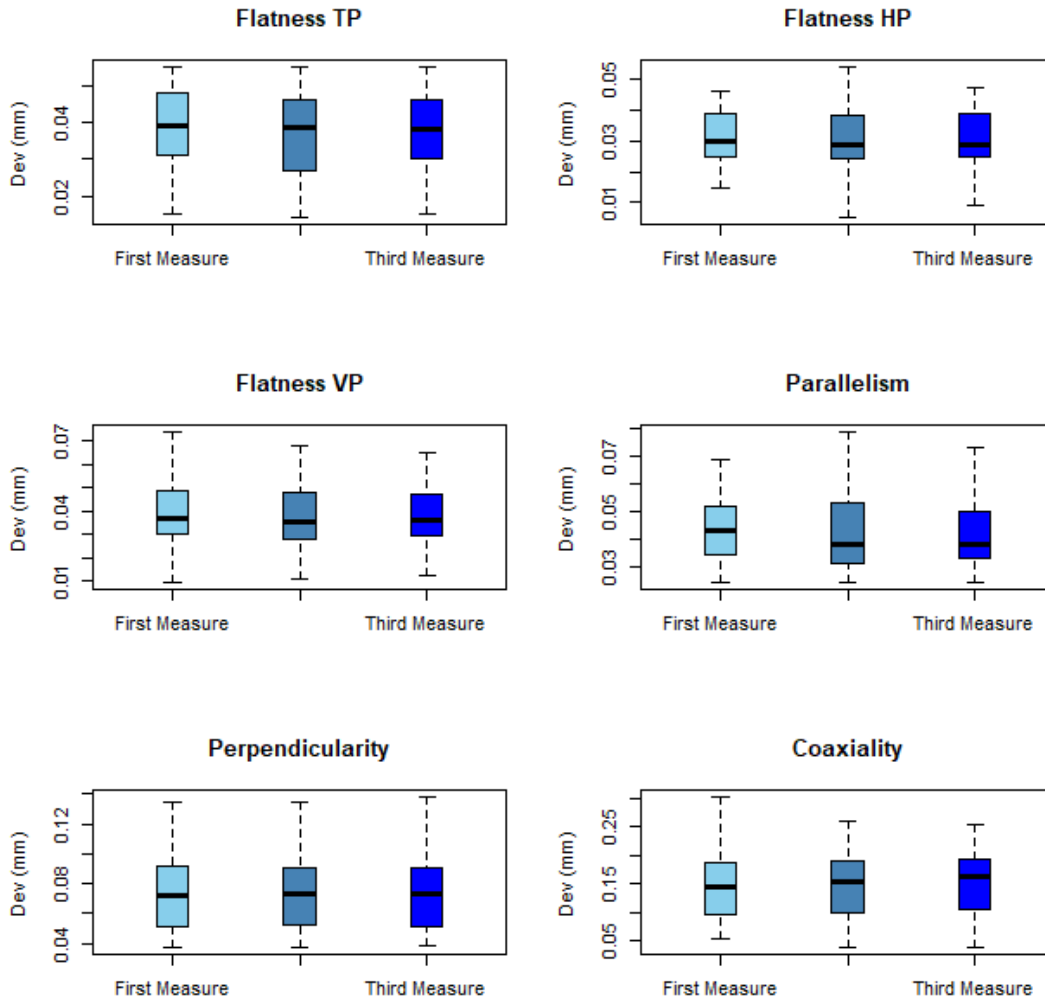 Flatness TP
Dev (mm)
0.04
0.02
First Measure
Third Measure
Flatness HP
Dev (mm)
0.05
0.03
0.01
First Measure
Third Measure
Flatness VP
Dev (mm)
0.07
0.04
0.01
First Measure
Third Measure
Parallelism
Dev (mm)
0.07
0.05
0.03
First Measure
Third Measure
Perpendicularity
Dev (mm)
0.12
0.08
0.04
First Measure
Third Measure
Coaxiality
Dev (mm)
0.25
0.15
0.05
First Measure
Third Measure